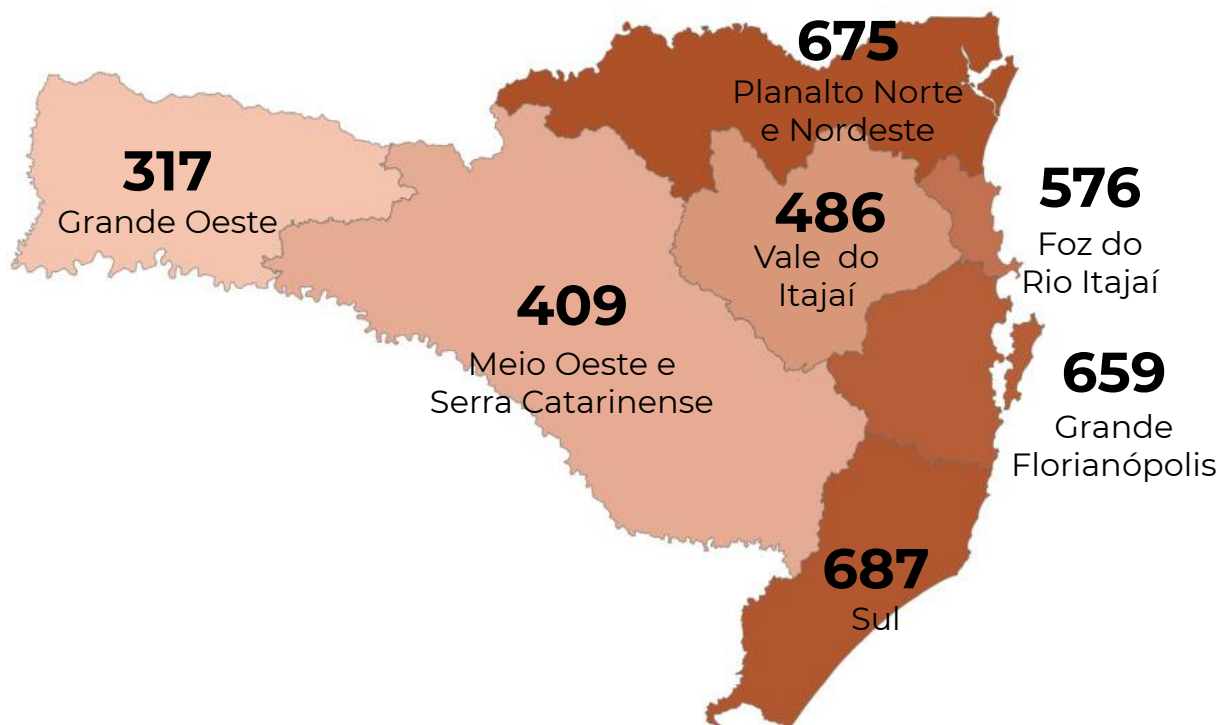 675
Planalto Norte
e Nordeste
317
Grande Oeste
486
Vale do
Itajaí
576
Foz do
Rio Itajaí
409
Meio Oeste e
Serra Catarinense
659
Grande
Florianópolis
687
Sul